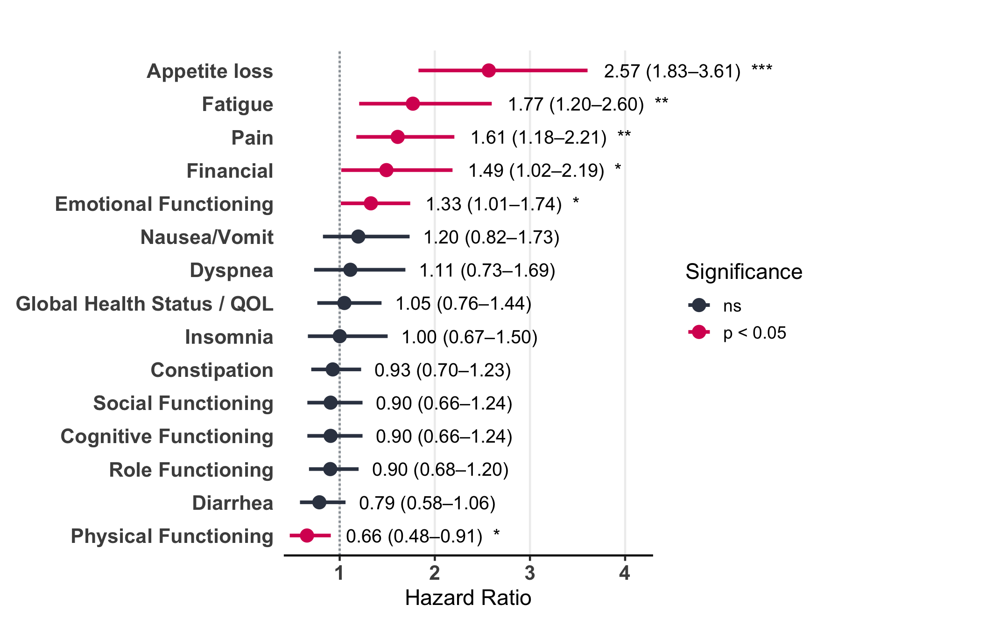 Appetite loss 2.57 (1.83–3.61) ***
Fatigue 1.77 (1.20–2.60) **
Pain 1.61 (1.18–2.21) **
Financial 1.49 (1.02–2.19) *
Emotional Functioning 1.33 (1.01–1.74) *
Nausea/Vomit 1.20 (0.82–1.73)
Dyspnea 1.11 (0.73–1.69)
Global Health Status / QOL 1.05 (0.76–1.44)
Insomnia 1.00 (0.67–1.50)
Constipation 0.93 (0.70–1.23)
Social Functioning 0.90 (0.66–1.24)
Cognitive Functioning 0.90 (0.66–1.24)
Role Functioning 0.90 (0.68–1.20)
Diarrhea 0.79 (0.58–1.06)
Physical Functioning 0.66 (0.48–0.91) *
1 2 3 4
Hazard Ratio
Significance
ns
p < 0.05